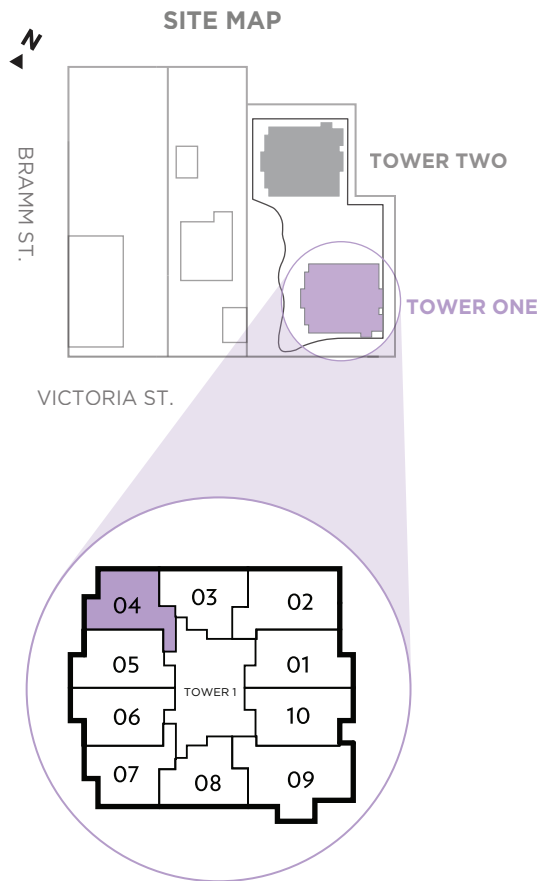 SITE MAP
N
BRAMM ST.
TOWER TWO
TOWER ONE
VICTORIA ST.
04
03
02
05
01
TOWER 1
06
10
07
08
09